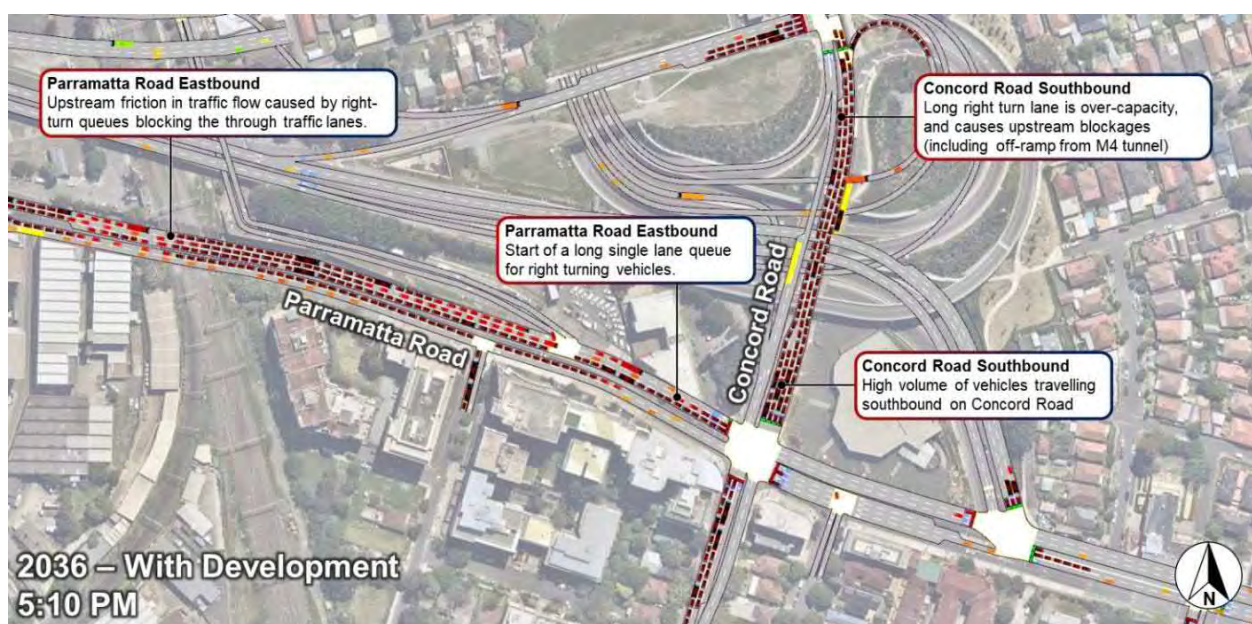 Parramatta Road Eastbound
Upstream friction in traffic flow caused by right-
turn queues blocking the through traffic lanes.
Concord Road Southbound
Long right turn lane is over-capacity,
and causes upstream blockages
(including off-ramp from M4 tunnel)
Parramatta Road Eastbound
Start of a long single lane queue
for right turning vehicles.
Concord Road
Parramatta Road
Concord Road Southbound
High volume of vehicles travelling
southbound on Concord Road
2036 – With Development
5:10 PM
N